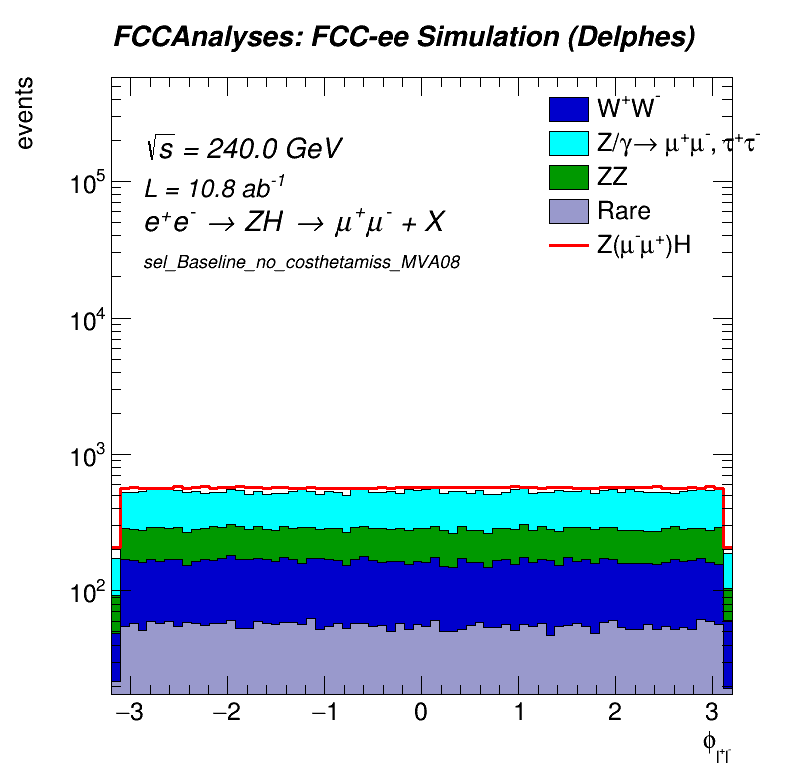 FCCAnalyses: FCC-ee Simulation (Delphes)
events
√s = 240.0 GeV
L = 10.8 ab⁻¹
e⁺e⁻ → ZH → μ⁺μ⁻ + X
sel_Baseline_no_costhetamiss_MVA08
W⁺W⁻
Z/γ→ μ⁺μ⁻, τ⁺τ⁻
ZZ
Rare
Z(μ⁻μ⁺)H
10⁵
10⁴
10³
10²
−3 −2 −1 0 1 2 3
ϕ_l⁺l⁻